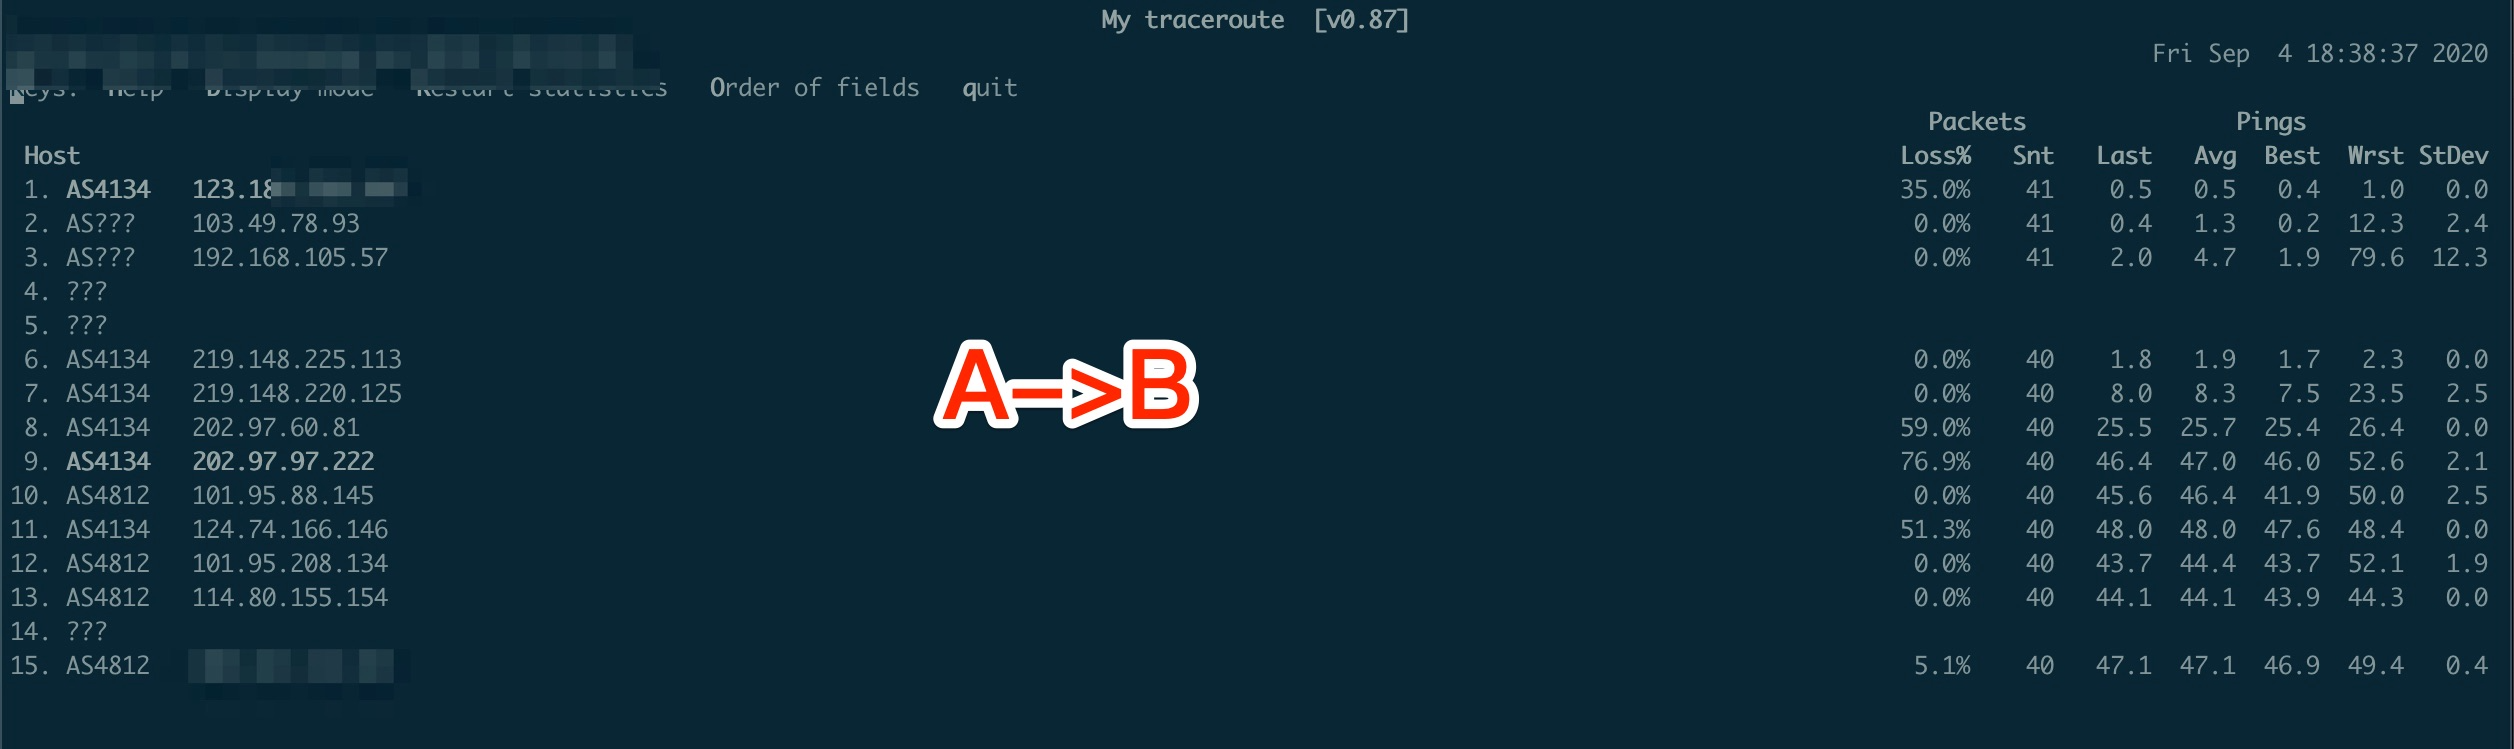 My traceroute [v0.87]
Fri Sep 4 18:38:37 2020
Keys: Help Display mode Restart statistics Order of fields quit
Packets Pings
Host Loss% Snt Last Avg Best Wrst StDev
1. AS4134 123.18 35.0% 41 0.5 0.5 0.4 1.0 0.0
2. AS??? 103.49.78.93 0.0% 41 0.4 1.3 0.2 12.3 2.4
3. AS??? 192.168.105.57 0.0% 41 2.0 4.7 1.9 79.6 12.3
4. ???
5. ???
6. AS4134 219.148.225.113 0.0% 40 1.8 1.9 1.7 2.3 0.0
7. AS4134 219.148.220.125 0.0% 40 8.0 8.3 7.5 23.5 2.5
A—>B
8. AS4134 202.97.60.81 59.0% 40 25.5 25.7 25.4 26.4 0.0
9. AS4134 202.97.97.222 76.9% 40 46.4 47.0 46.0 52.6 2.1
10. AS4812 101.95.88.145 0.0% 40 45.6 46.4 41.9 50.0 2.5
11. AS4134 124.74.166.146 51.3% 40 48.0 48.0 47.6 48.4 0.0
12. AS4812 101.95.208.134 0.0% 40 43.7 44.4 43.7 52.1 1.9
13. AS4812 114.80.155.154 0.0% 40 44.1 44.1 43.9 44.3 0.0
14. ???
15. AS4812 5.1% 40 47.1 47.1 46.9 49.4 0.4